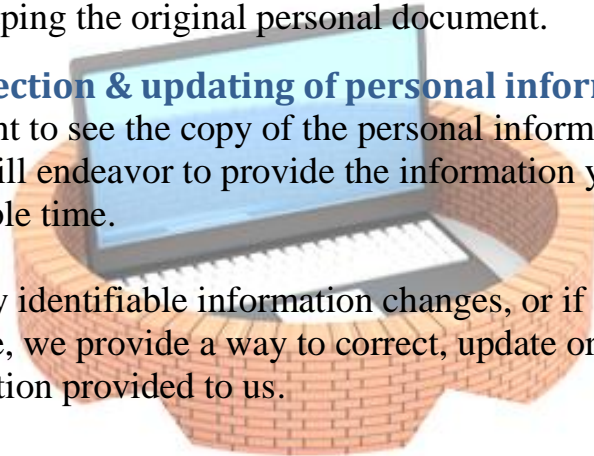 ping the original personal document.
ection & updating of personal infor
nt to see the copy of the personal inform
ill endeavor to provide the information y
ble time.
y identifiable information changes, or if
e, we provide a way to correct, update or
tion provided to us.